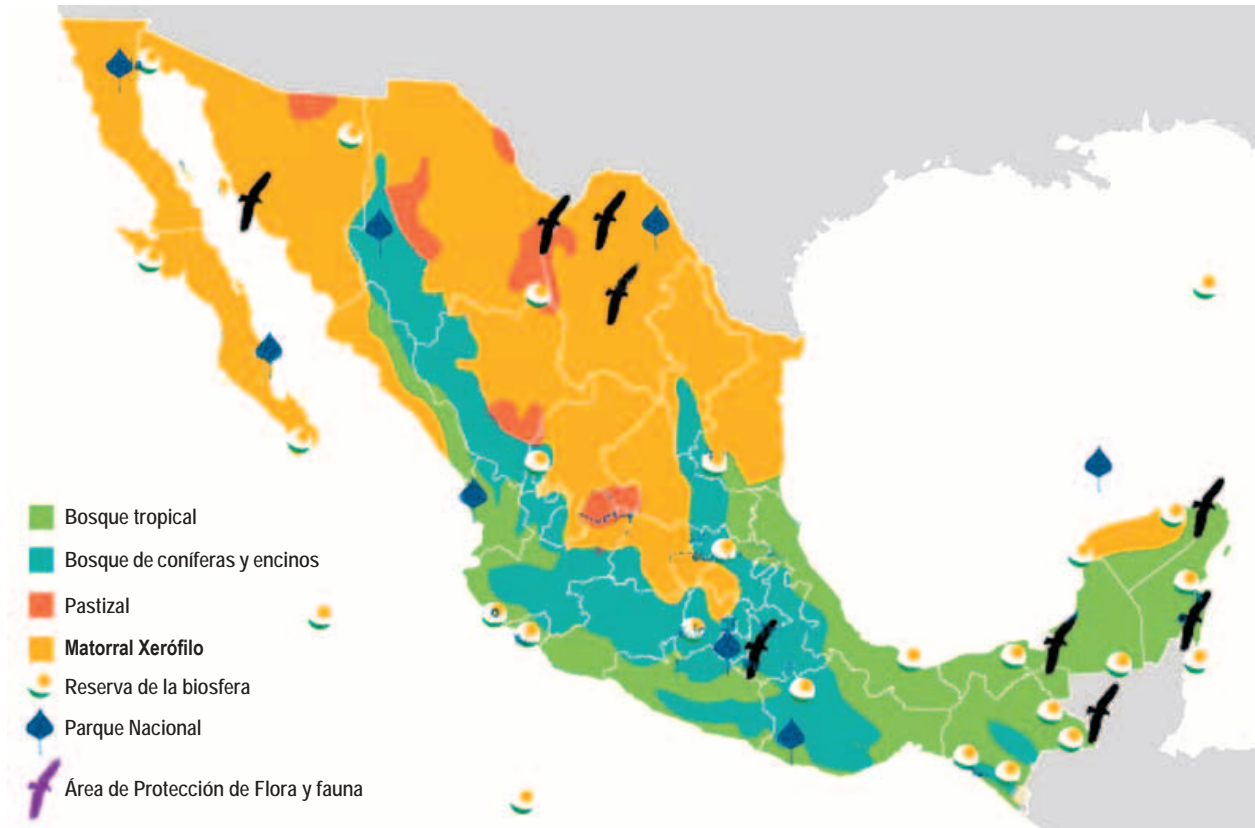 Bosque tropical
Bosque de coníferas y encinos
Pastizal
Matorral Xerófilo
Reserva de la biosfera
Parque Nacional
Área de Protección de Flora y fauna